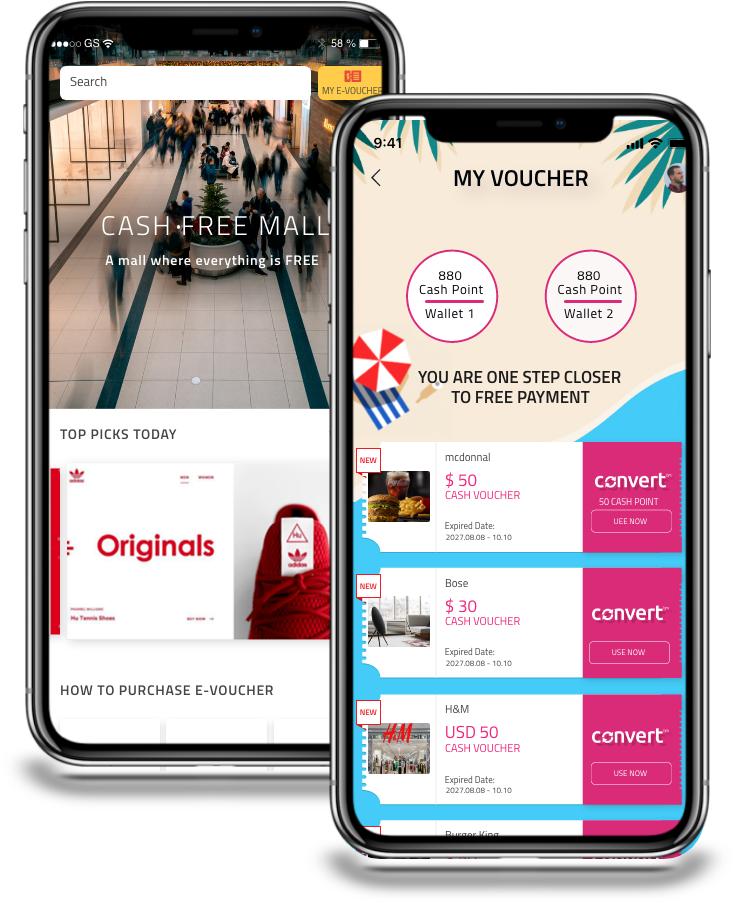 GS
58 %
Search
MY E-VOUCHER
CASH·FREE MALL
A mall where everything is FREE
TOP PICKS TODAY
adidas
MEN WOMEN
Originals
PHARRELL WILLIAMS
Hu Tennis Shoes
BUY NOW →
Hu
adidas
HOW TO PURCHASE E-VOUCHER
9:41
MY VOUCHER
880
Cash Point
Wallet 1
880
Cash Point
Wallet 2
YOU ARE ONE STEP CLOSER
TO FREE PAYMENT
NEW
mcdonnal
$ 50
CASH VOUCHER
Expired Date:
2027.08.08 - 10.10
convert
50 CASH POINT
UEE NOW
NEW
Bose
$ 30
CASH VOUCHER
Expired Date:
2027.08.08 - 10.10
convert
USE NOW
NEW
H&M
H&M
USD 50
CASH VOUCHER
Expired Date:
2027.08.08 - 10.10
convert
USE NOW
Burger King